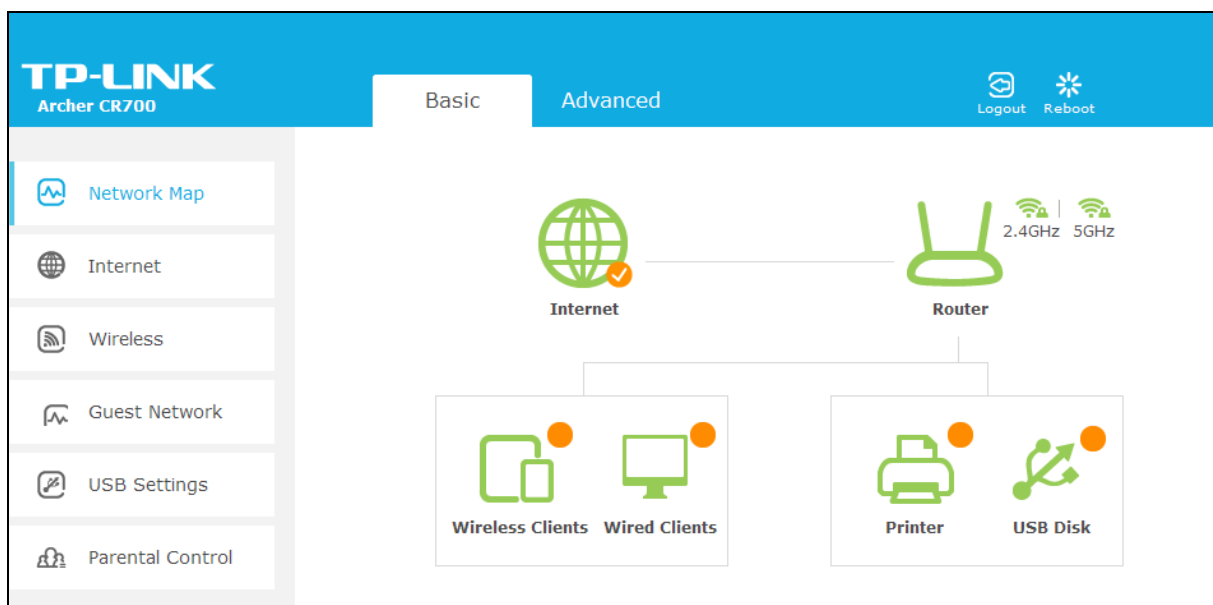 TP-LINK
Archer CR700
Basic
Advanced
Logout
Reboot
Network Map
Internet
Wireless
Guest Network
USB Settings
Parental Control
2.4GHz
5GHz
Internet
Router
Wireless Clients
Wired Clients
Printer
USB Disk